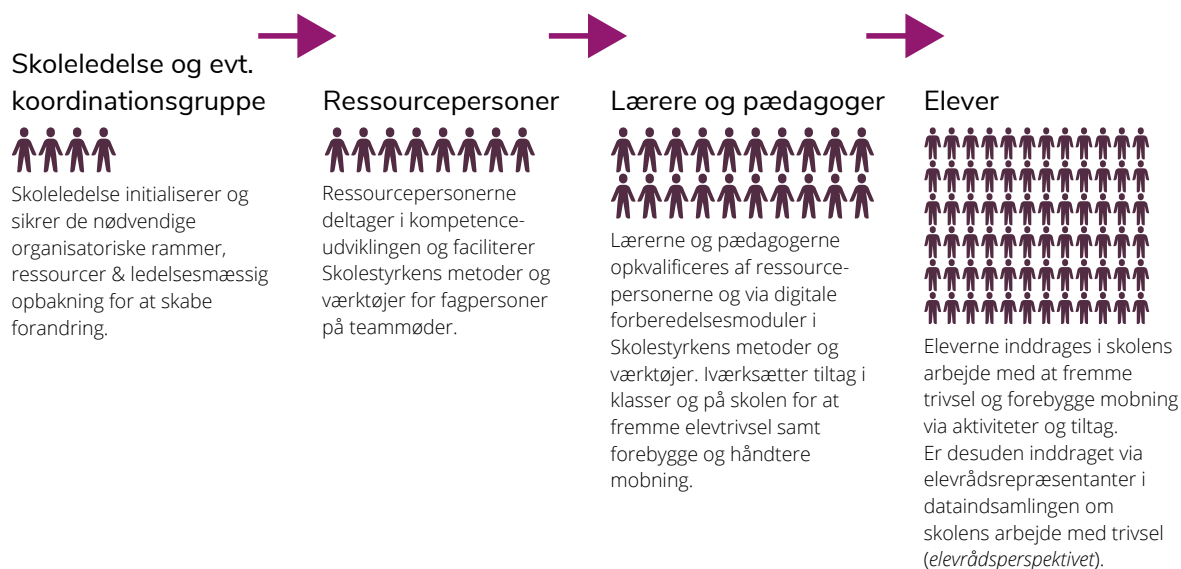 Skoleledelse og evt.
koordinationsgruppe
Skoleledelse initialiserer og
sikrer de nødvendige
organisatoriske rammer,
ressourcer & ledelsesmæssig
opbakning for at skabe
forandring.
Ressourcepersoner
Ressourcepersonerne
deltager i kompetence-
udviklingen og faciliterer
Skolestyrkens metoder og
værktøjer for fagpersoner
på teammøder.
Lærere og pædagoger
Lærerne og pædagogerne
opkvalificeres af ressource-
personerne og via digitale
forberedelsesmoduler i
Skolestyrkens metoder og
værktøjer. Iværksætter tiltag i
klasser og på skolen for at
fremme elevtrivsel samt
forebygge og håndtere
mobning.
Elever
Eleverne inddrages i skolens
arbejde med at fremme
trivsel og forebygge mobning
via aktiviteter og tiltag.
Er desuden inddraget via
elevrådsrepræsentanter i
dataindsamlingen om
skolens arbejde med trivsel
(elevrådsperspektivet).